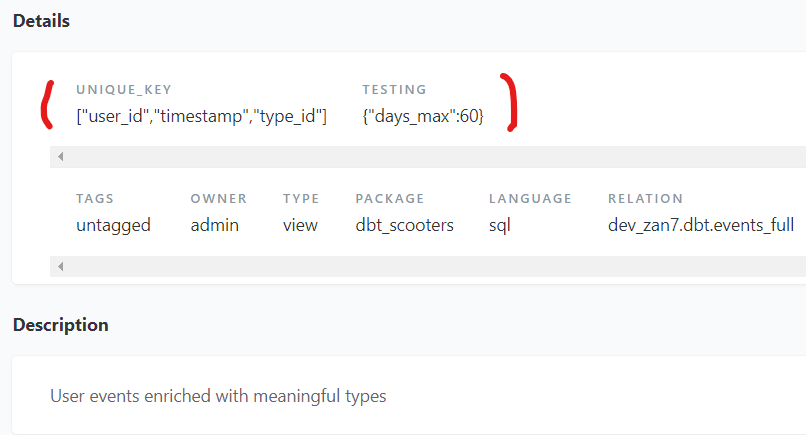 Details
UNIQUE_KEY TESTING
["user_id","timestamp","type_id"] {"days_max":60}
TAGS OWNER TYPE PACKAGE LANGUAGE RELATION
untagged admin view dbt_scooters sql dev_zan7.dbt.events_full
Description
User events enriched with meaningful types